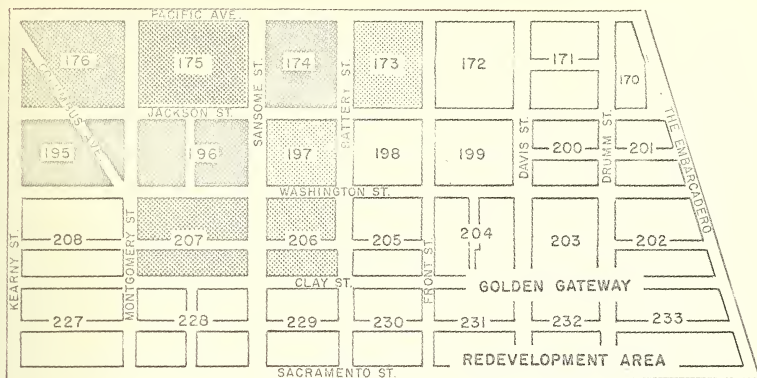 PACIFIC AVE.
176 175 174 173 172 171 170
COLUMBUS AVE.
SANSOME ST.
BATTERY ST.
JACKSON ST.
DAVIS ST.
DRUMM ST.
THE EMBARCADERO
195 196 197 198 199 200 201
WASHINGTON ST.
KEARNY ST.
MONTGOMERY ST
FRONT ST.
208 207 206 205 204 203 202
CLAY ST.
GOLDEN GATEWAY
227 228 229 230 231 232 233
REDEVELOPMENT AREA
SACRAMENTO ST.